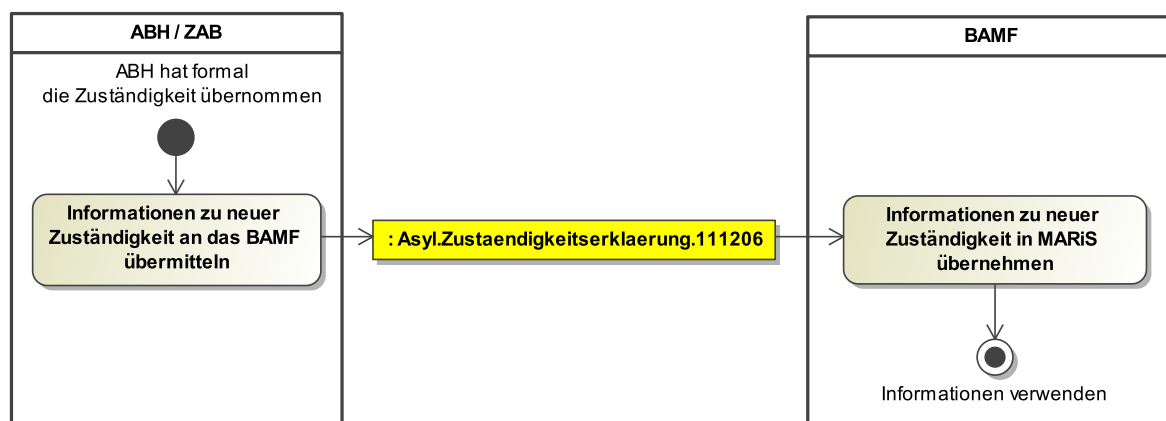 ABH / ZAB
ABH hat formal
die Zuständigkeit übernommen
Informationen zu neuer
Zuständigkeit an das BAMF
übermitteln
: Asyl.Zustaendigkeitserklaerung.111206
BAMF
Informationen zu neuer
Zuständigkeit in MARiS
übernehmen
Informationen verwenden